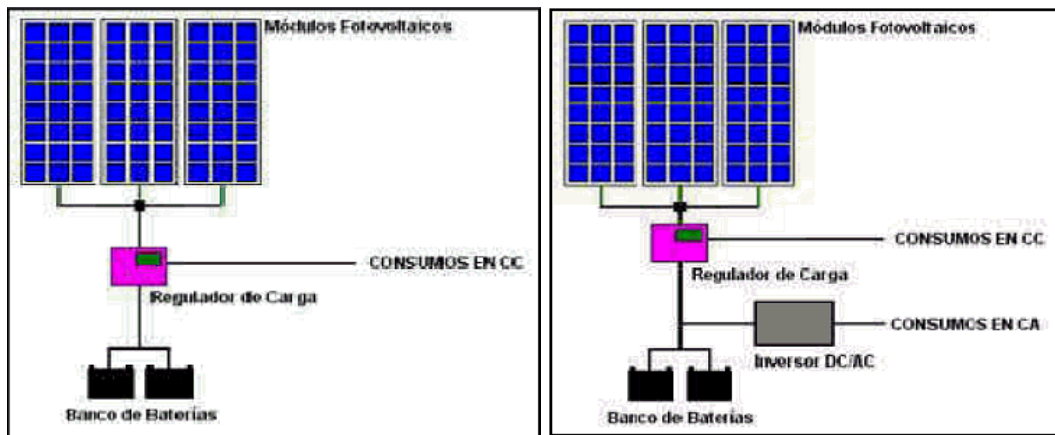 Módulos Fotovoltaicos
CONSUMOS EN CC
Regulador de Carga
Banco de Baterías
Módulos Fotovoltaicos
CONSUMOS EN CC
Regulador de Carga
CONSUMOS EN CA
Inversor DC/AC
Banco de Baterías